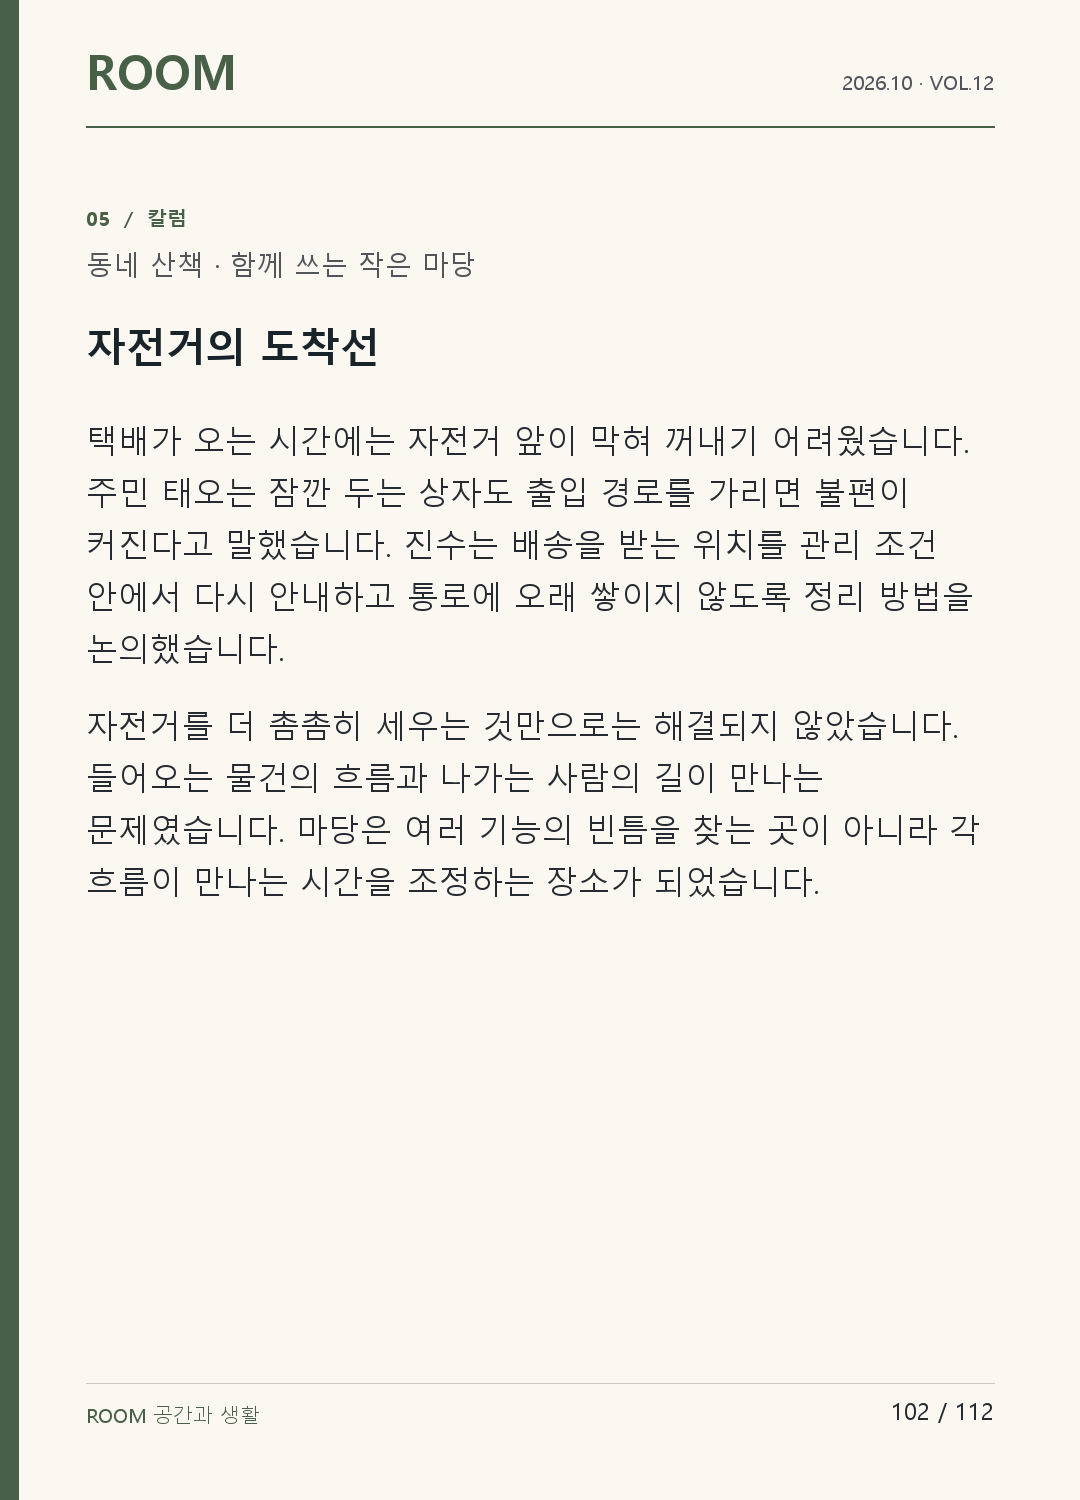 ROOM
2026.10 · VOL.12
05 / 칼럼
동네 산책 · 함께 쓰는 작은 마당
자전거의 도착선
택배가 오는 시간에는 자전거 앞이 막혀 꺼내기 어려웠습니다.
주민 태오는 잠깐 두는 상자도 출입 경로를 가리면 불편이
커진다고 말했습니다. 진수는 배송을 받는 위치를 관리 조건
안에서 다시 안내하고 통로에 오래 쌓이지 않도록 정리 방법을
논의했습니다.
자전거를 더 촘촘히 세우는 것만으로는 해결되지 않았습니다.
들어오는 물건의 흐름과 나가는 사람의 길이 만나는
문제였습니다. 마당은 여러 기능의 빈틈을 찾는 곳이 아니라 각
흐름이 만나는 시간을 조정하는 장소가 되었습니다.
ROOM 공간과 생활
102 / 112